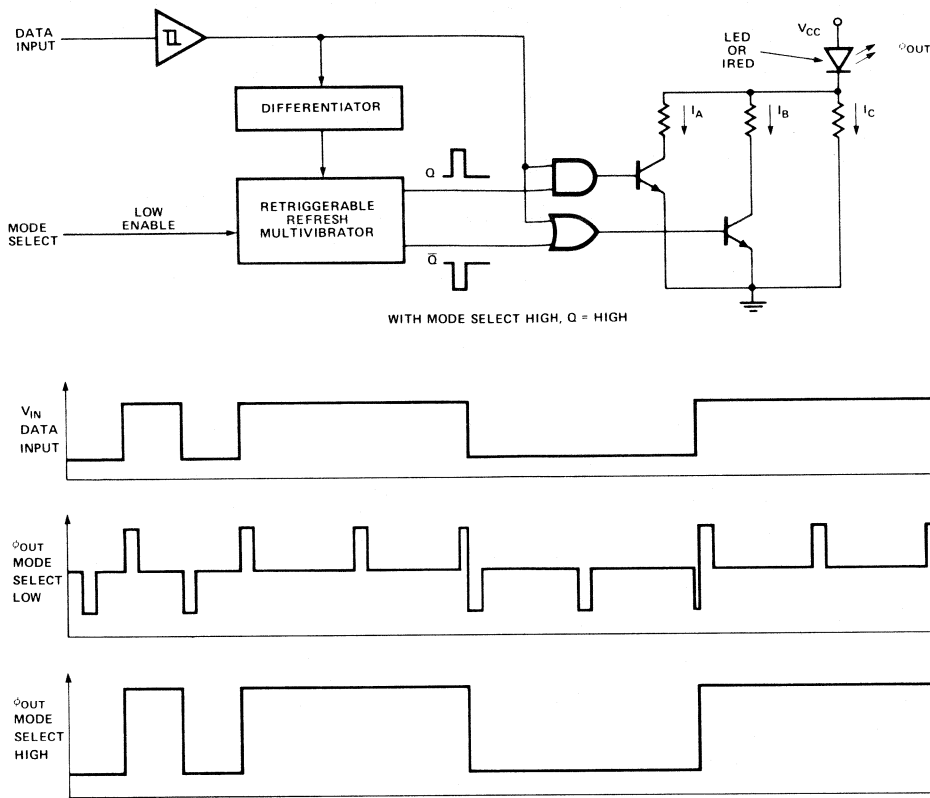 DATA
INPUT
DIFFERENTIATOR
Q
RETRIGGERABLE
REFRESH
MULTIVIBRATOR
LOW
ENABLE
MODE
SELECT
Q̅
WITH MODE SELECT HIGH, Q = HIGH
VCC
LED
OR
IRED
ϕOUT
IA
IB
IC
VIN
DATA
INPUT
ϕOUT
MODE
SELECT
LOW
ϕOUT
MODE
SELECT
HIGH